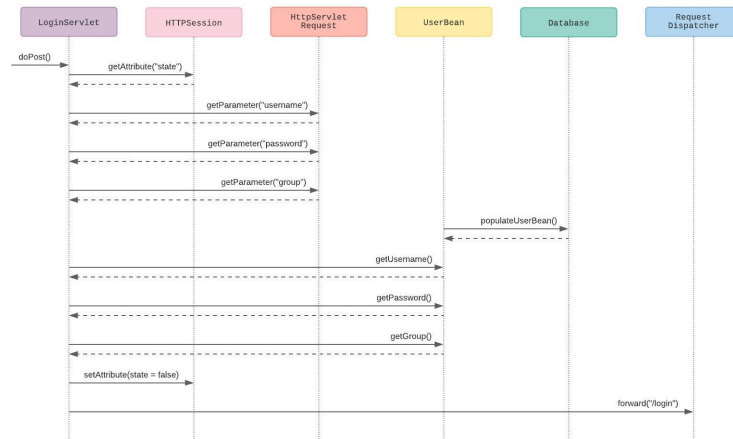 LoginServlet
HTTPSession
HttpServlet
Request
UserBean
Database
Request
Dispatcher
doPost()
getAttribute("state")
getParameter("username")
getParameter("password")
getParameter("group")
populateUserBean()
getUsername()
getPassword()
getGroup()
setAttribute(state = false)
forward("/login")